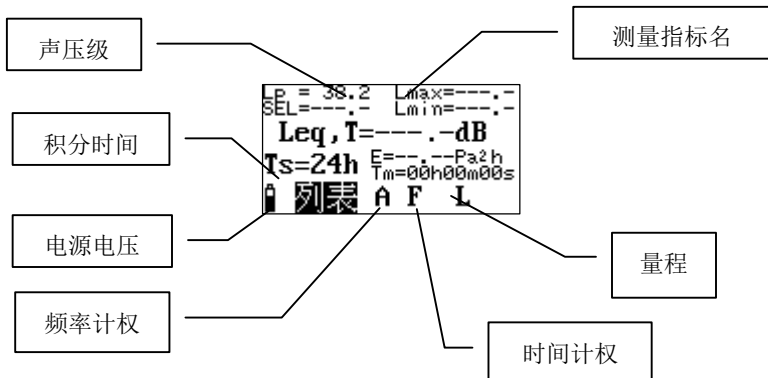 声压级
测量指标名
Lp = 38.2 Lmax=---.-
SEL=---.- Lmin=---.-
Leq,T=---.-dB
积分时间
Ts=24h E=--.--Pa²h
Tm=00h00m00s
列表 A F L
电源电压
量程
频率计权
时间计权